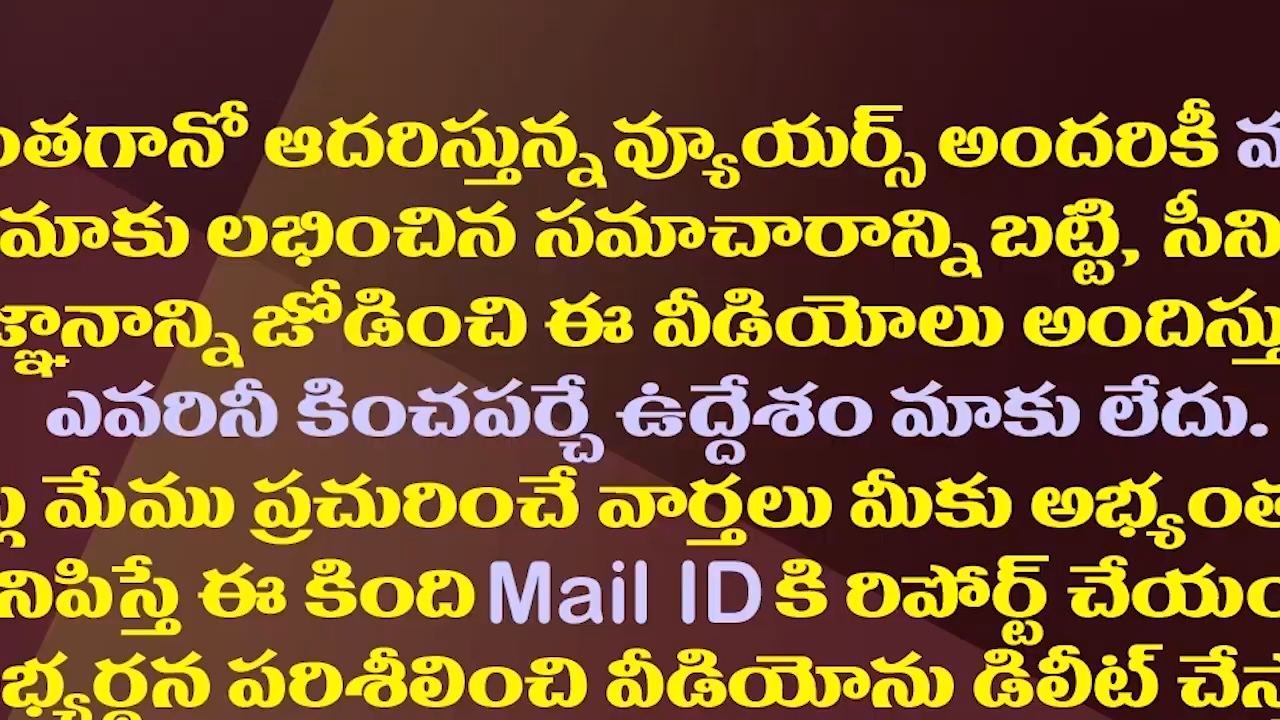 ంతగానో ఆదరిస్తున్న వ్యూయర్స్ అందరికీ
మాకు లభించిన సమాచారాన్ని బట్టి, సీని
జ్ఞానాన్ని జోడించి ఈ వీడియోలు అందిస్తు
ఎవరినీ కించపర్చే ఉద్దేశం మాకు లేదు.
మేము ప్రచురించే వార్తలు మీకు అభ్యంత
నిపిస్తే ఈ కింది Mail ID కి రిపోర్ట్ చేయం
భ్యర్ధన పరిశీలించి వీడియోను డిలీట్ చేస